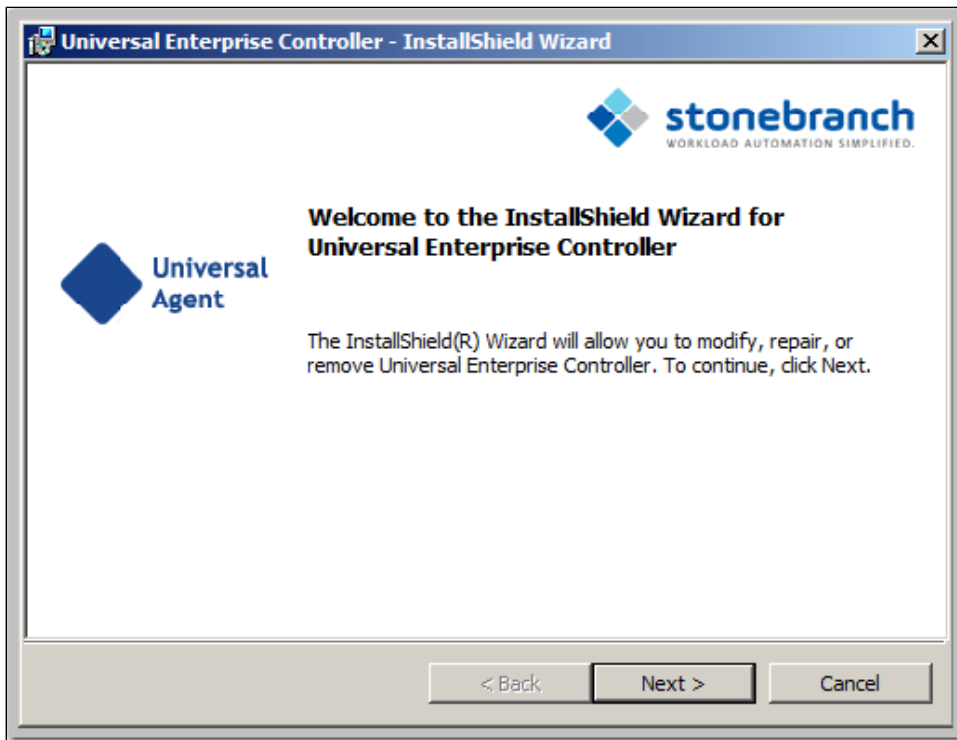 Universal Enterprise Controller - InstallShield Wizard
stonebranch
WORKLOAD AUTOMATION SIMPLIFIED.
Welcome to the InstallShield Wizard for
Universal Enterprise Controller
Universal
Agent
The InstallShield(R) Wizard will allow you to modify, repair, or
remove Universal Enterprise Controller. To continue, click Next.
< Back
Next >
Cancel